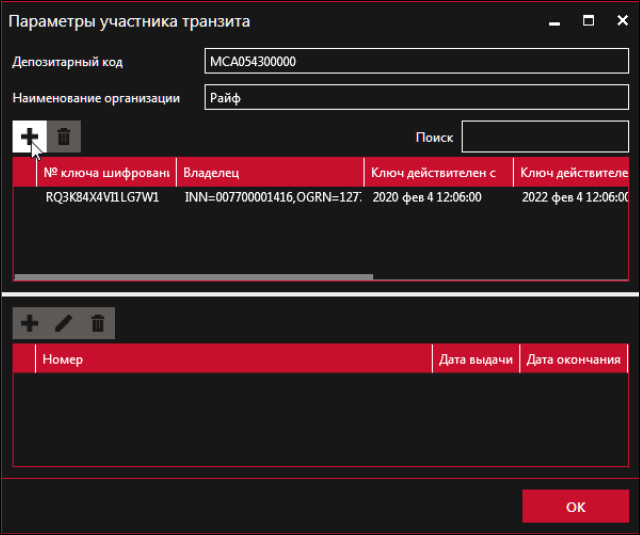 Параметры участника транзита
Депозитарный код MCA054300000
Наименование организации Райф
Поиск
№ ключа шифровани Владелец Ключ действителен с Ключ действителе
RQ3K84X4VI1LG7W1 INN=007700001416,OGRN=127 2020 фев 4 12:06:00 2022 фев 4 12:06:00
Номер Дата выдачи Дата окончания
OK